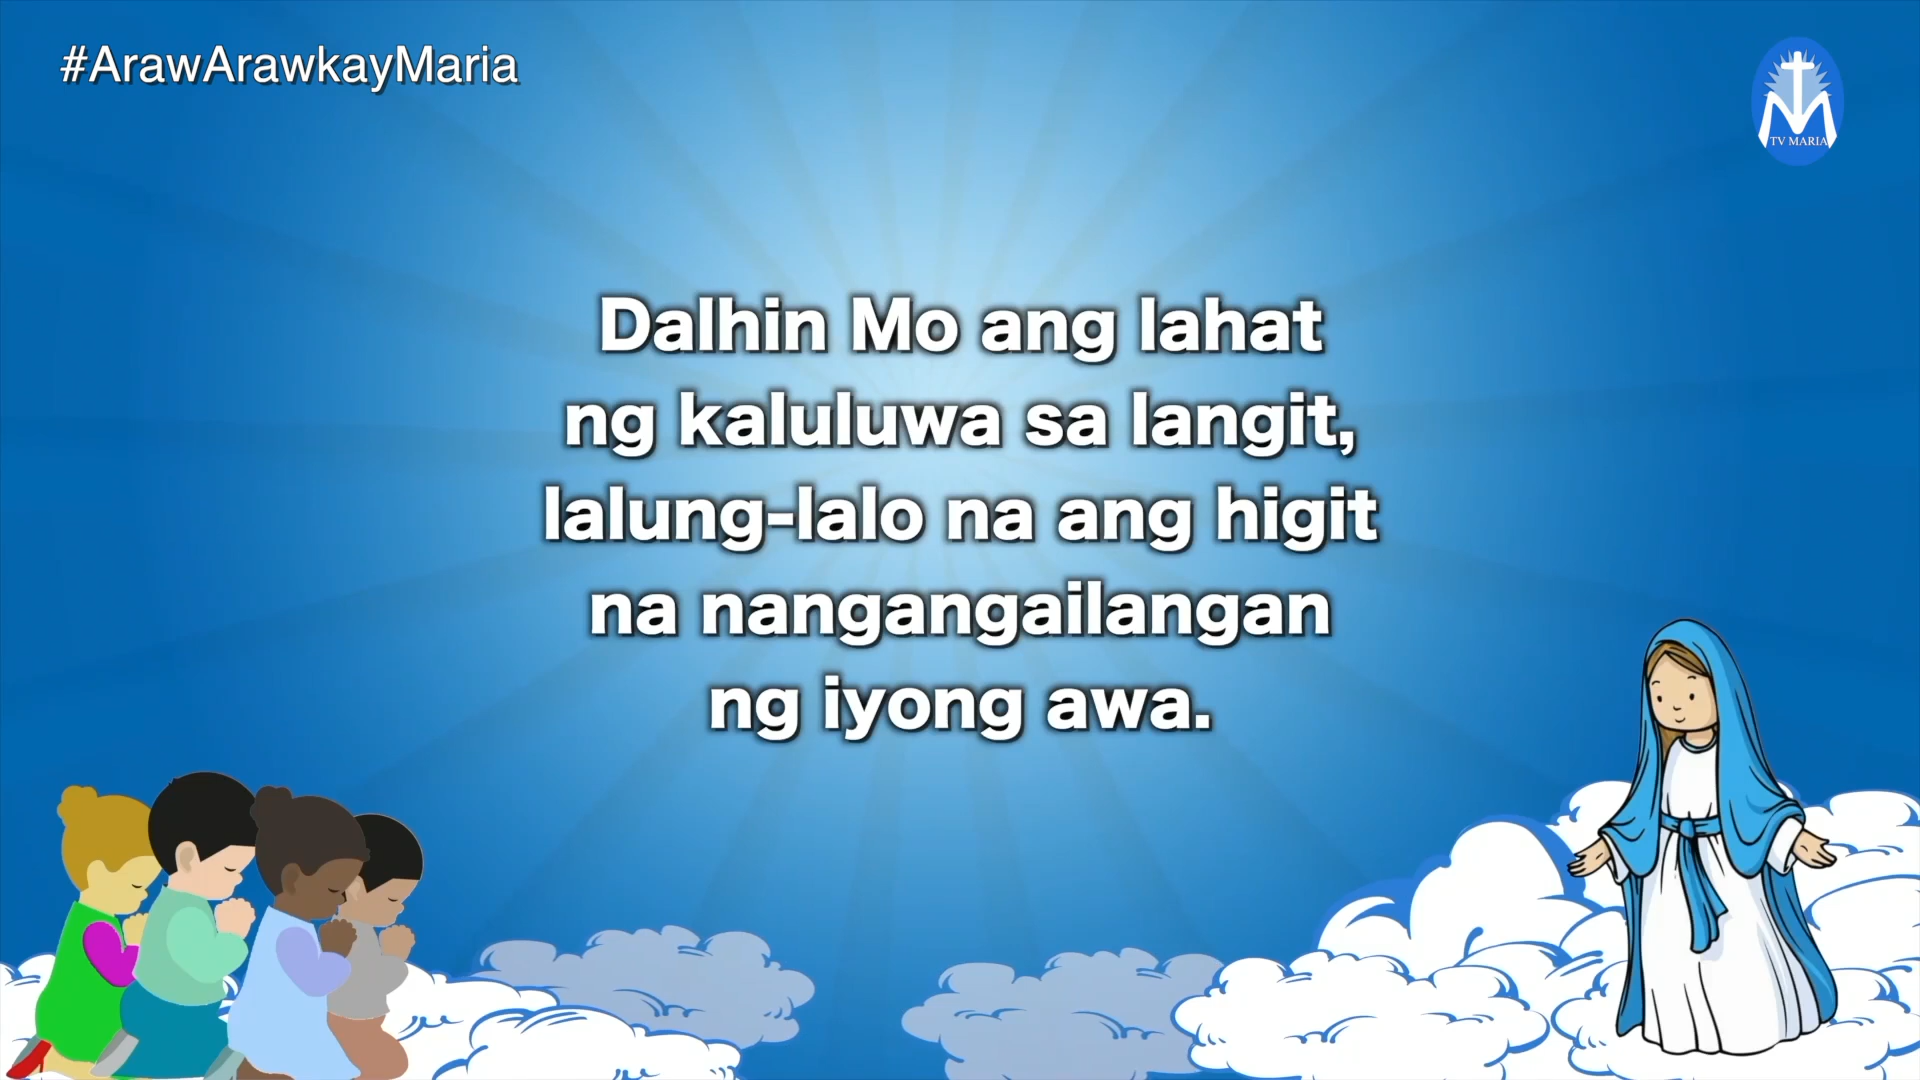 #ArawArawkayMaria
TV MARIA
Dalhin Mo ang lahat
ng kaluluwa sa langit,
lalung-lalo na ang higit
na nangangailangan
ng iyong awa.